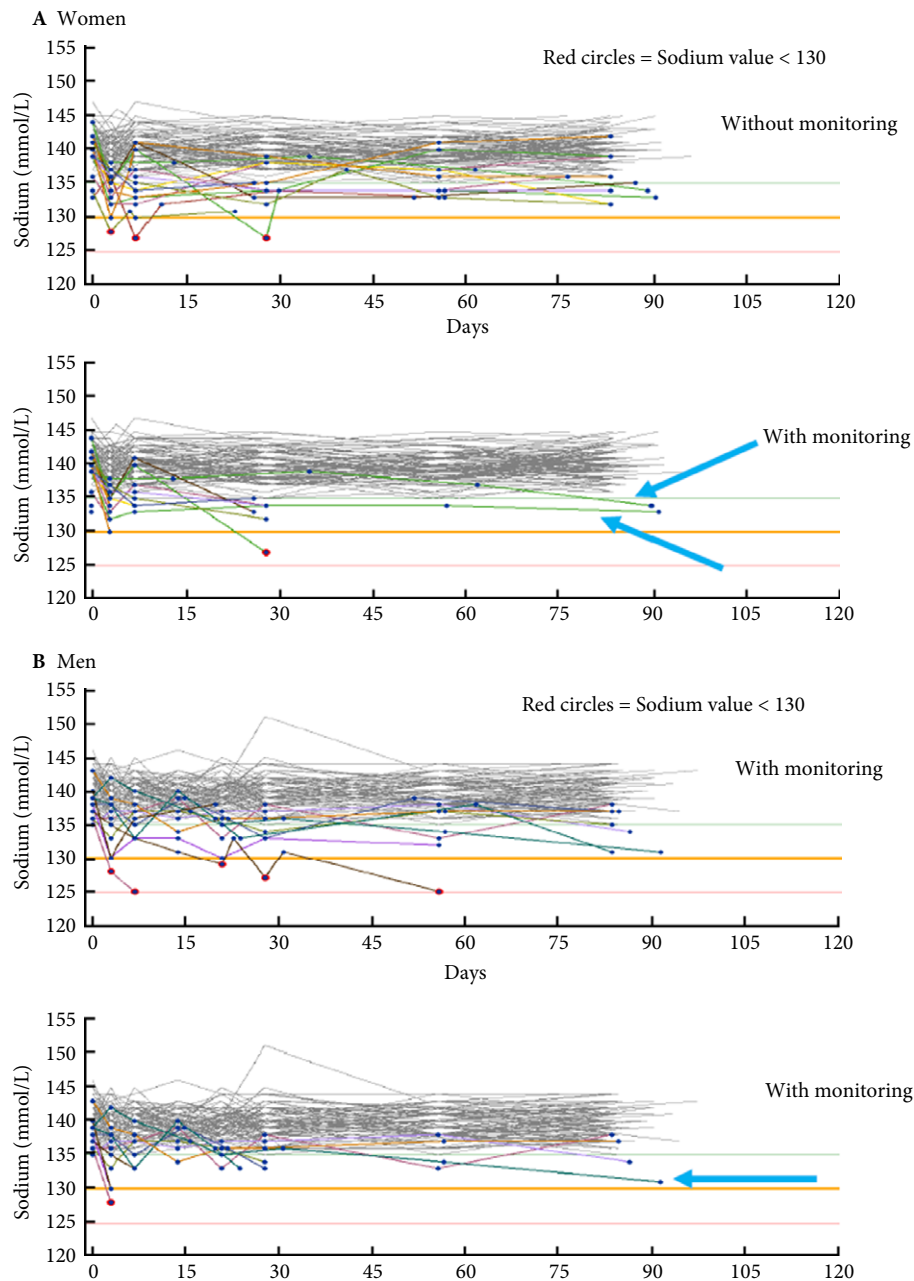 A Women
Red circles = Sodium value < 130
Without monitoring
Sodium (mmol/L)
155
150
145
140
135
130
125
120
0 15 30 45 60 75 90 105 120
Days
With monitoring
Sodium (mmol/L)
155
150
145
140
135
130
125
120
0 15 30 45 60 75 90 105 120
B Men
Red circles = Sodium value < 130
With monitoring
Sodium (mmol/L)
155
150
145
140
135
130
125
120
0 15 30 45 60 75 90 105 120
Days
With monitoring
Sodium (mmol/L)
155
150
145
140
135
130
125
120
0 15 30 45 60 75 90 105 120